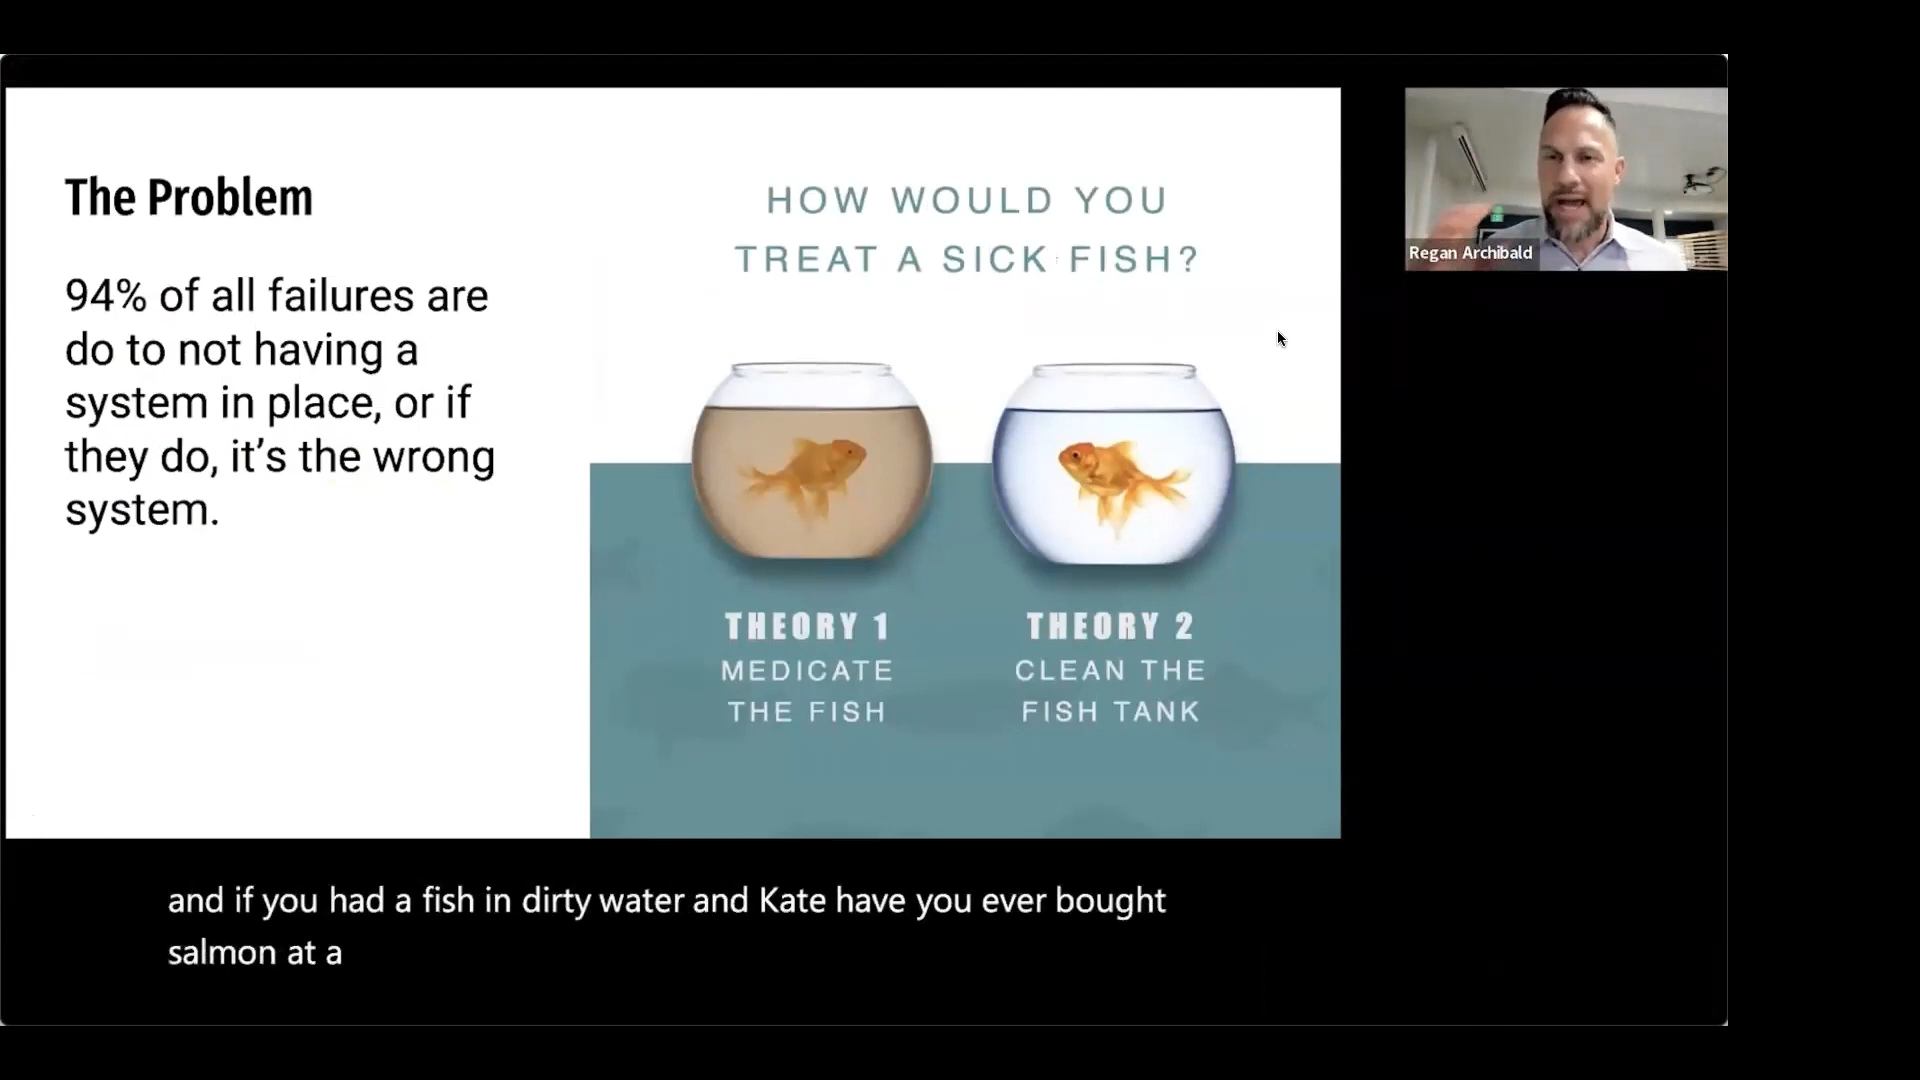 The Problem
94% of all failures are
do to not having a
system in place, or if
they do, it's the wrong
system.
HOW WOULD YOU
TREAT A SICK FISH?
THEORY 1
MEDICATE
THE FISH
THEORY 2
CLEAN THE
FISH TANK
Regan Archibald
and if you had a fish in dirty water and Kate have you ever bought
salmon at a